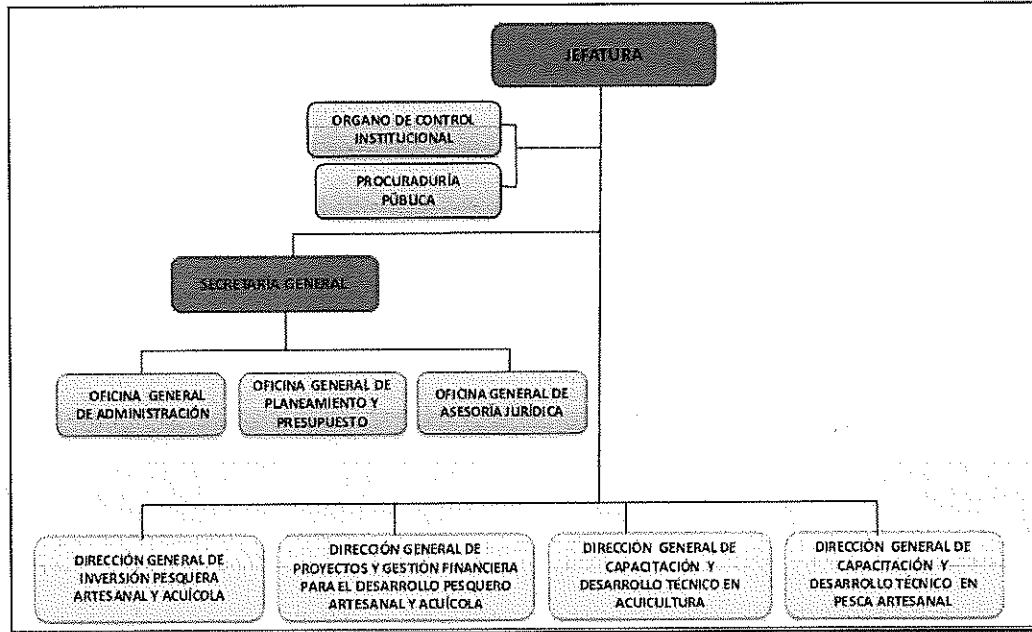 JEFATURA
ORGANO DE CONTROL
INSTITUCIONAL
PROCURADURÍA
PÚBLICA
SECRETARÍA GENERAL
OFICINA GENERAL
DE ADMINISTRACIÓN
OFICINA GENERAL DE
PLANEAMIENTO Y
PRESUPUESTO
OFICINA GENERAL DE
ASESORÍA JURÍDICA
DIRECCIÓN GENERAL DE
INVERSIÓN PESQUERA
ARTESANAL Y ACUÍCOLA
DIRECCIÓN GENERAL DE
PROYECTOS Y GESTIÓN FINANCIERA
PARA EL DESARROLLO PESQUERO
ARTESANAL Y ACUÍCOLA
DIRECCIÓN GENERAL DE
CAPACITACIÓN Y
DESARROLLO TÉCNICO EN
ACUICULTURA
DIRECCIÓN GENERAL DE
CAPACITACIÓN Y
DESARROLLO TÉCNICO EN
PESCA ARTESANAL